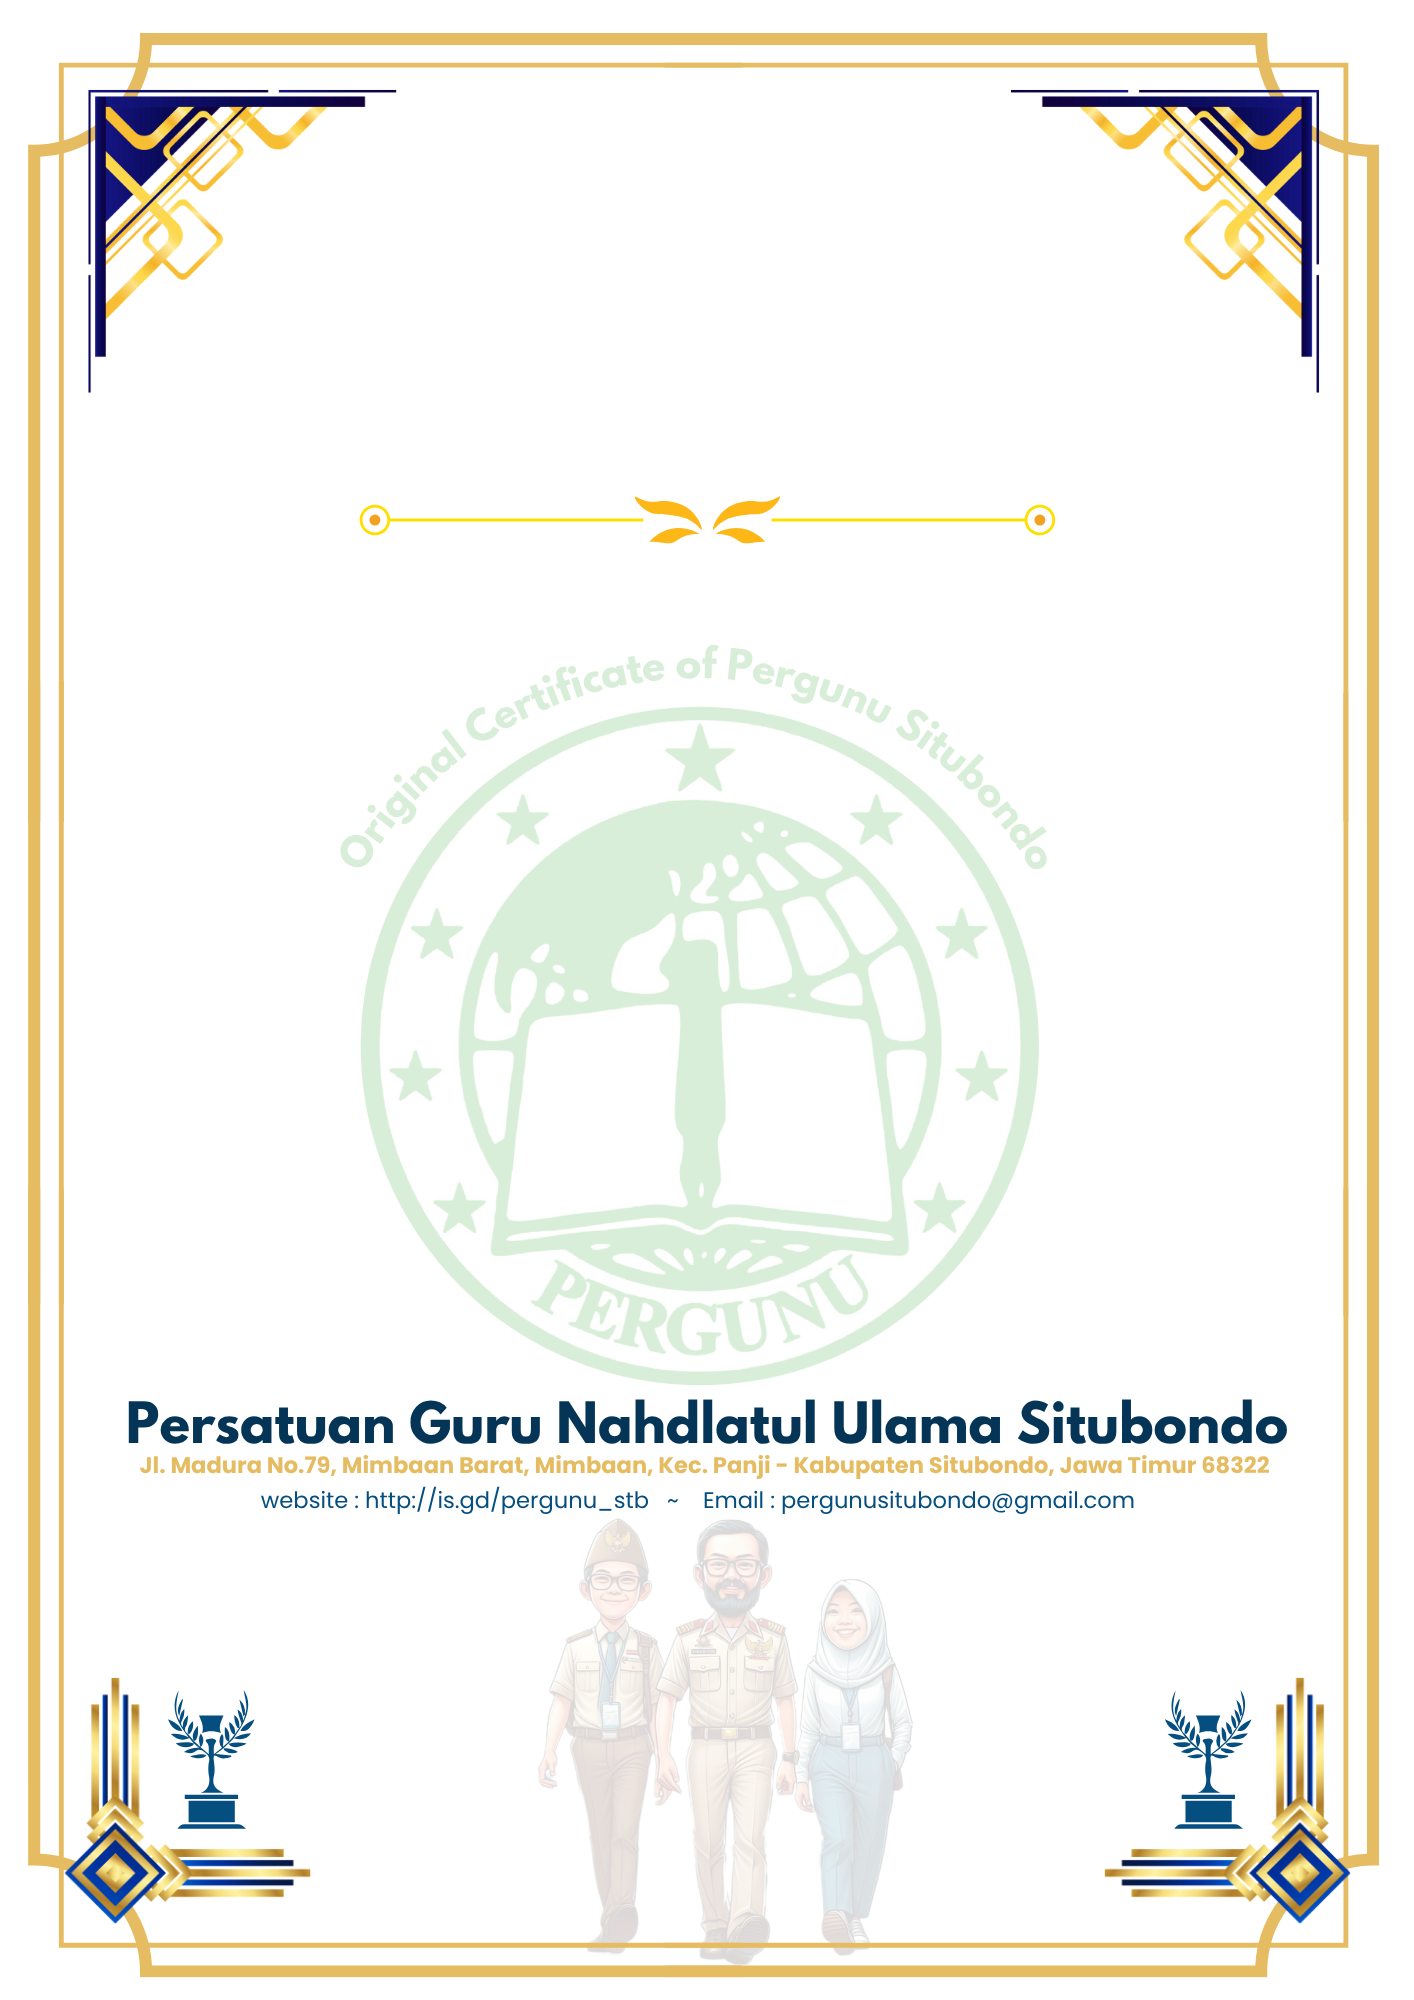 Original Certificate of Pergunu Situbondo
PERGUNU
Persatuan Guru Nahdlatul Ulama Situbondo
Jl. Madura No.79, Mimbaan Barat, Mimbaan, Kec. Panji - Kabupaten Situbondo, Jawa Timur 68322
website : http://is.gd/pergunu_stb ~ Email : pergunusitubondo@gmail.com